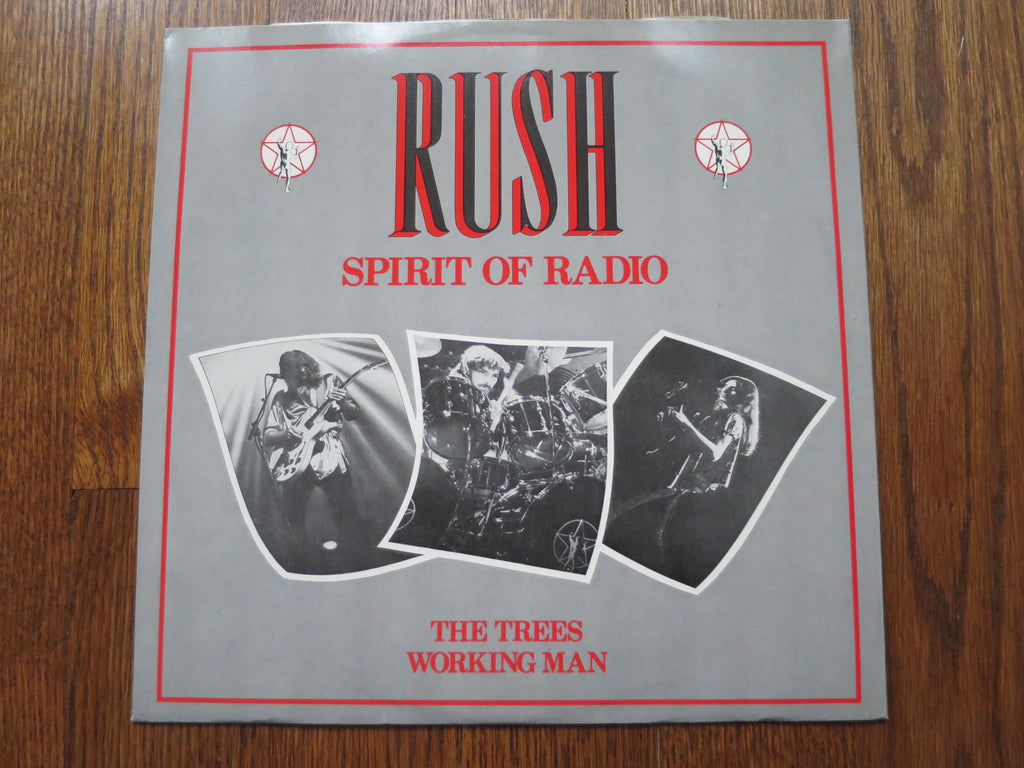 RUSH
SPIRIT OF RADIO
THE TREES
WORKING MAN